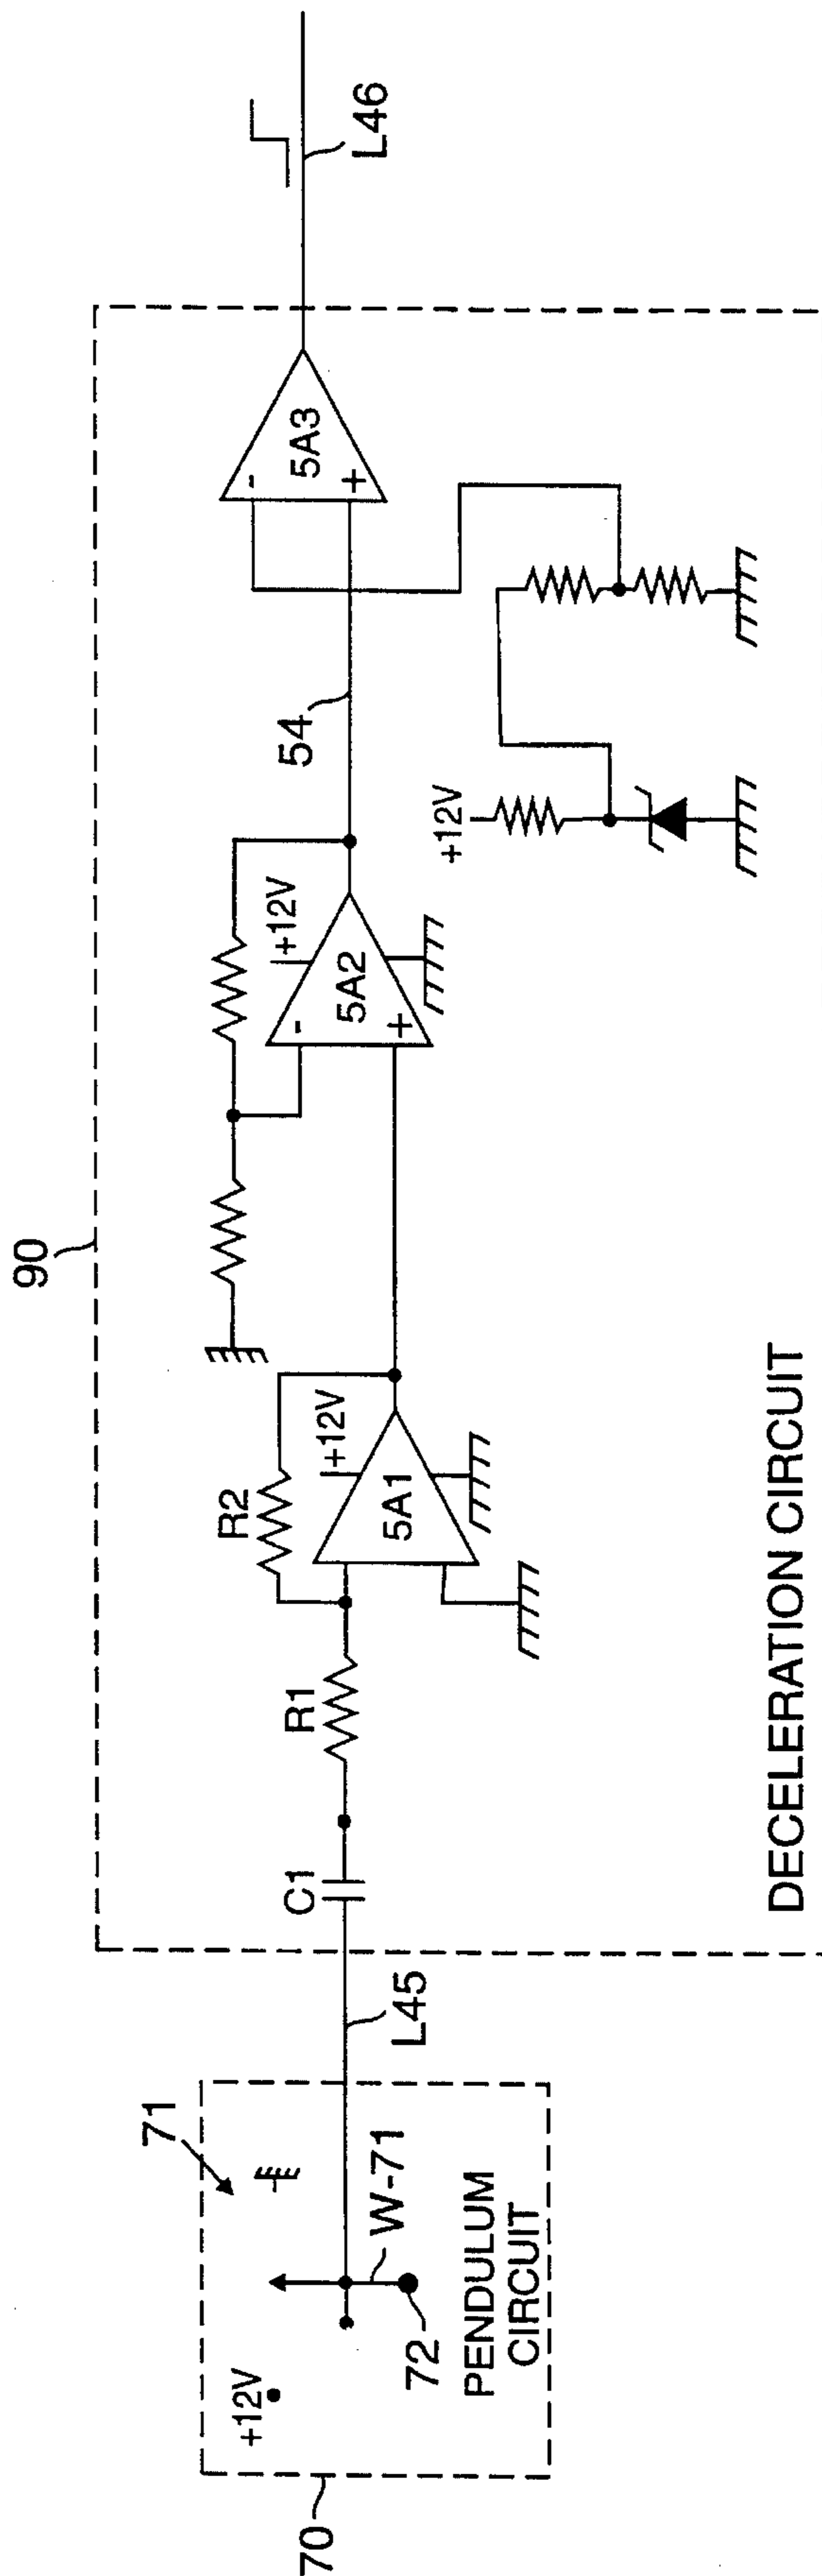 90
70
71
+12V
72
W-71
PENDULUM
CIRCUIT
L45
C1
R1
R2
+12V
5A1
+12V
-
5A2
+
54
+12V
-
5A3
+
L46
DECELERATION CIRCUIT